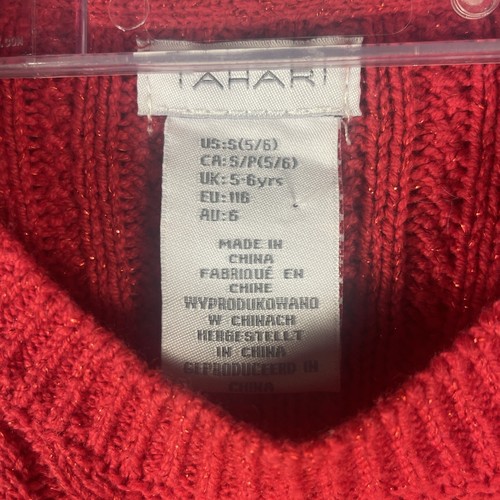 TAHARI
US:S(5/6)
CA:S/P(5/6)
UK:5-6yrs
EU:116
AU:6
MADE IN
CHINA
FABRIQUÉ EN
CHINE
WYPRODUKOWANO
W CHINACH
HERGESTELLT
IN CHINA
GEPRODUCEERD IN
CHINA